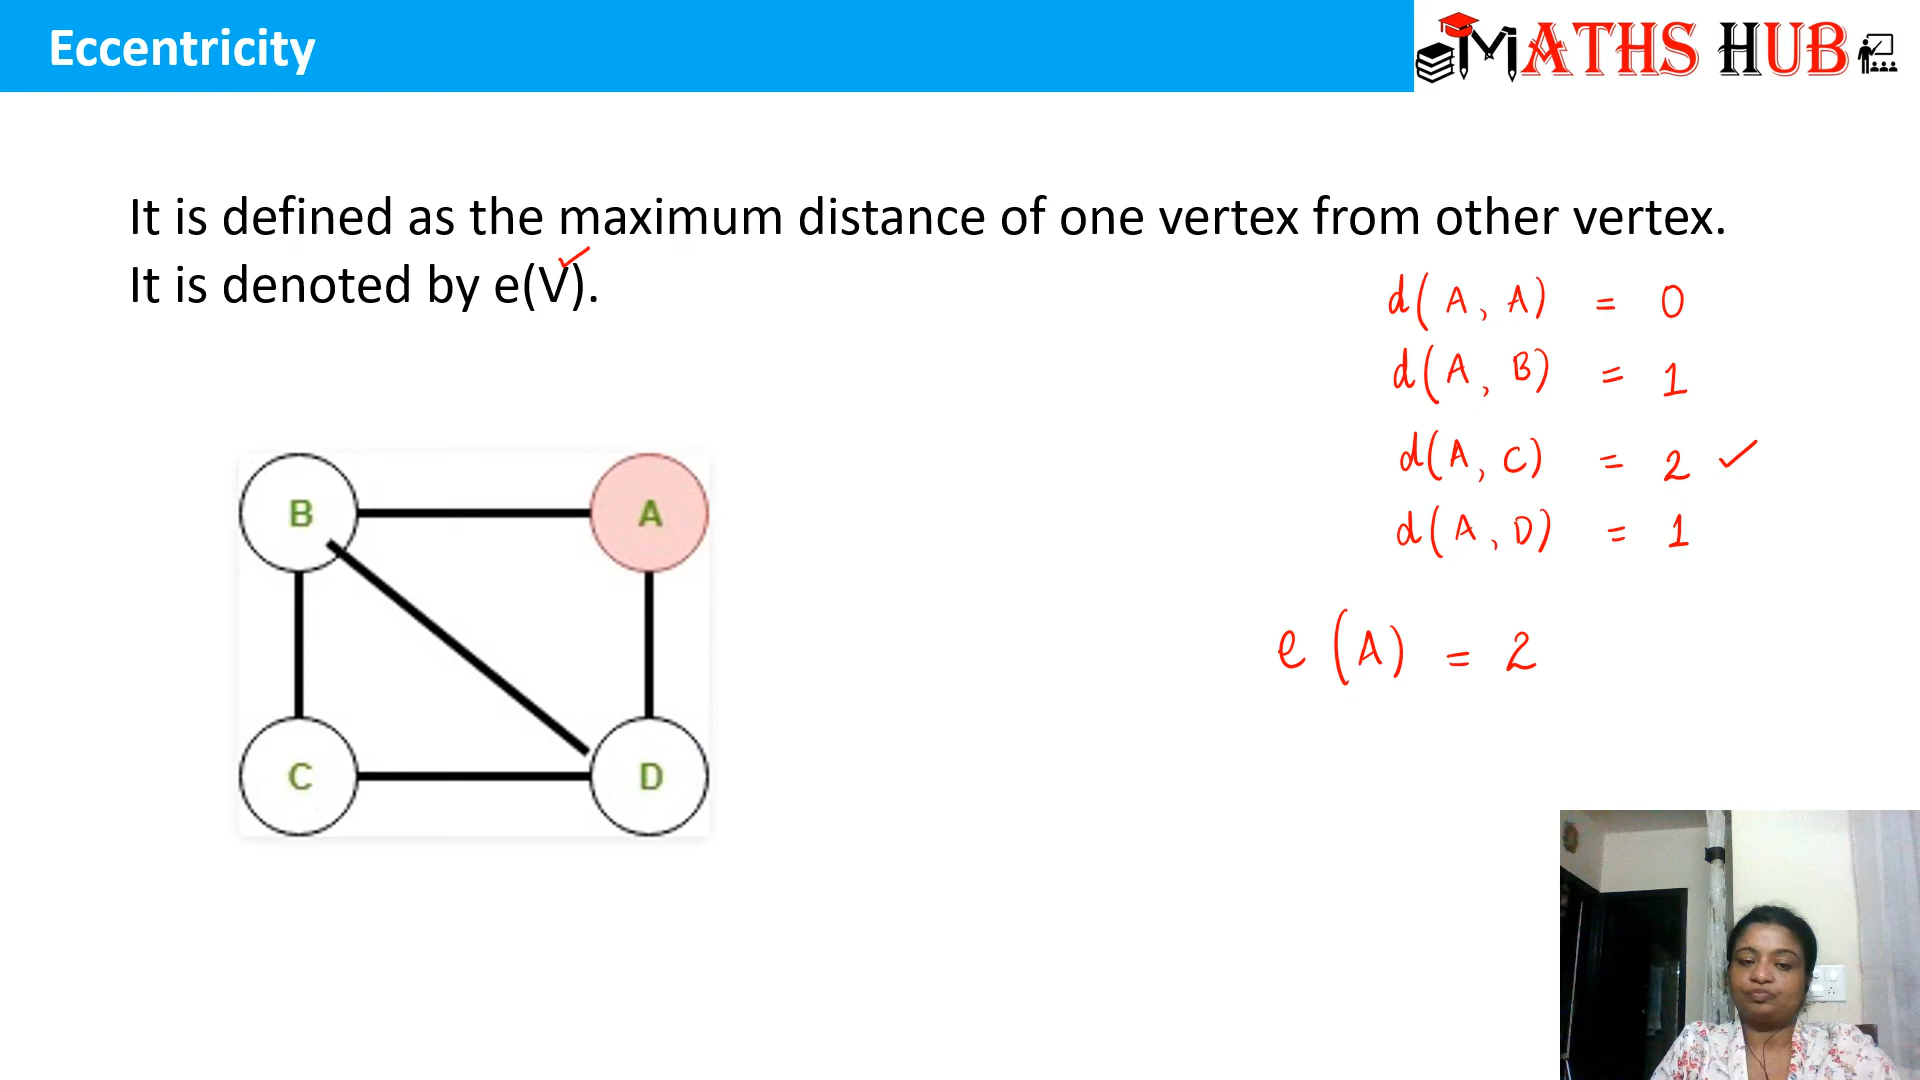 Eccentricity
MATHS HUB
It is defined as the maximum distance of one vertex from other vertex.
It is denoted by e(V).
d(A, A) = 0
d(A, B) = 1
d(A, C) = 2 ✓
d(A, D) = 1
e (A) = 2
B
A
C
D